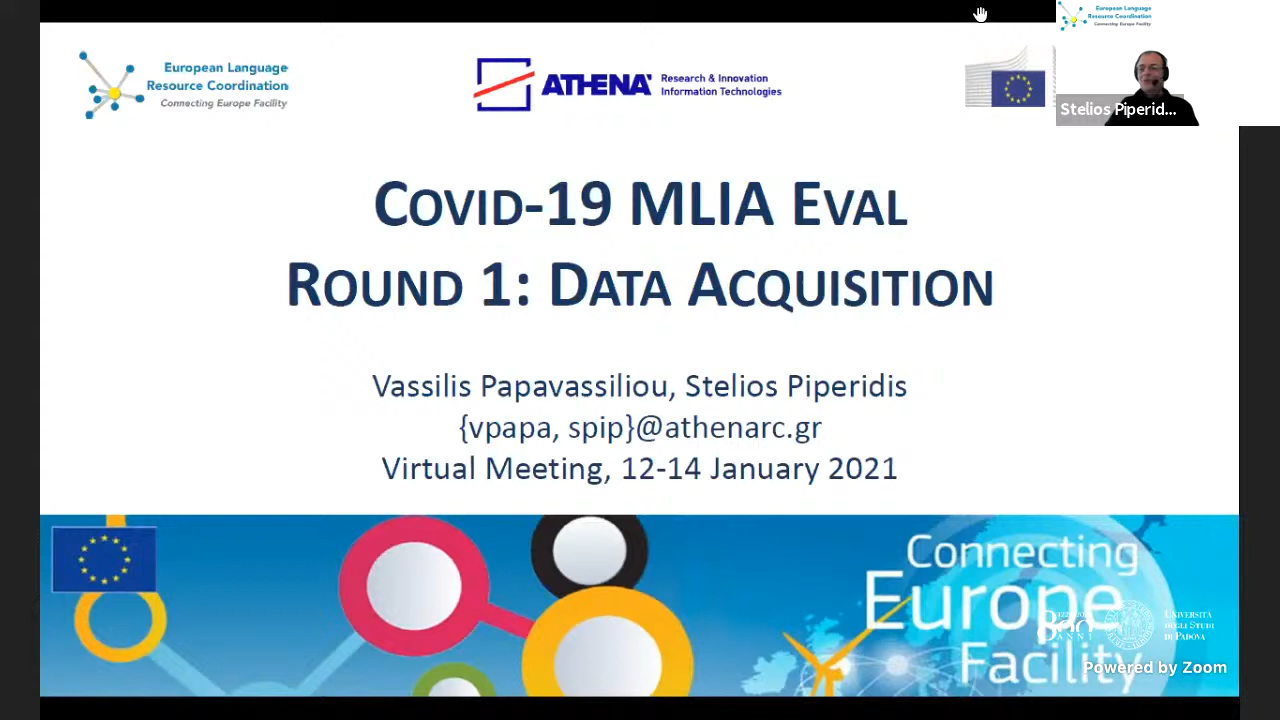 European Language
Resource Coordination
Connecting Europe Facility
European Language
Resource Coordination
Connecting Europe Facility
ATHENA
Research & Innovation
Information Technologies
Stelios Piperid...
COVID-19 MLIA EVAL
ROUND 1: DATA ACQUISITION
Vassilis Papavassiliou, Stelios Piperidis
{vpapa, spip}@athenarc.gr
Virtual Meeting, 12-14 January 2021
Connecting
Europe
Facility
800
ANNI
UNIVERSITÀ
DEGLI STUDI
DI PADOVA
Powered by Zoom